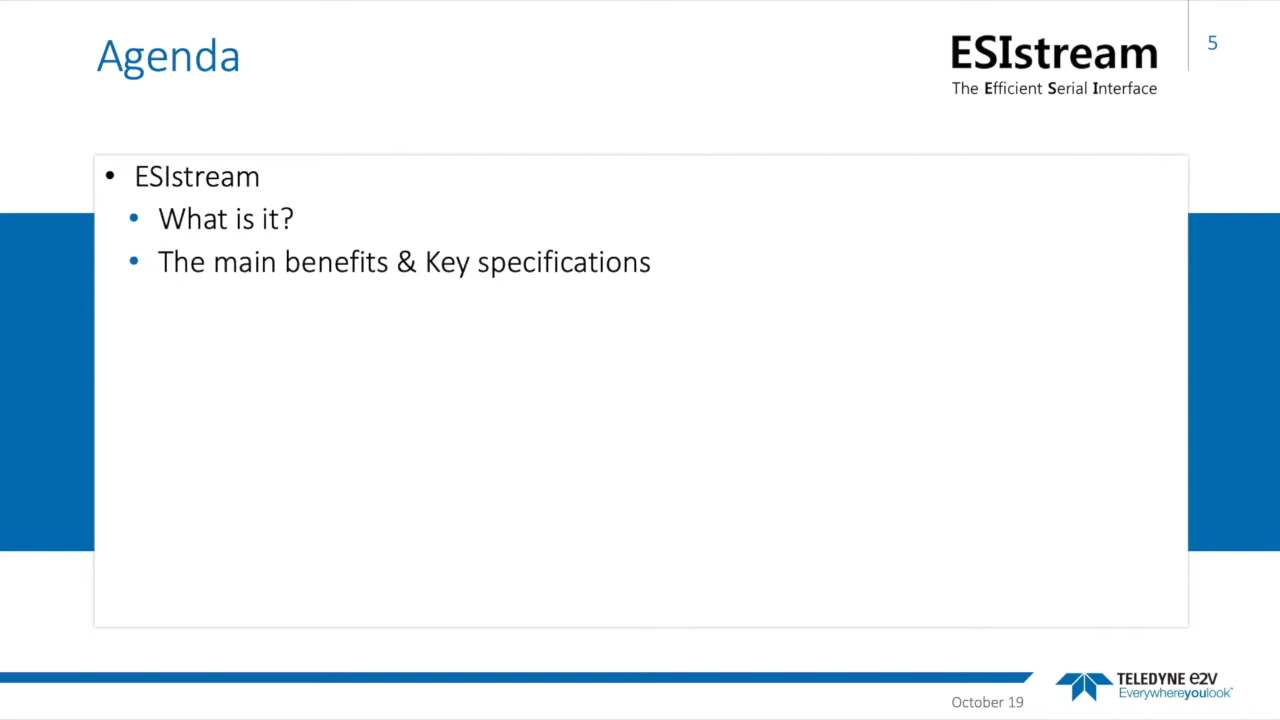 Agenda
ESIstream
The Efficient Serial Interface
5
• ESIstream
• What is it?
• The main benefits & Key specifications
October 19
TELEDYNE e2v
Everywhereyoulook™